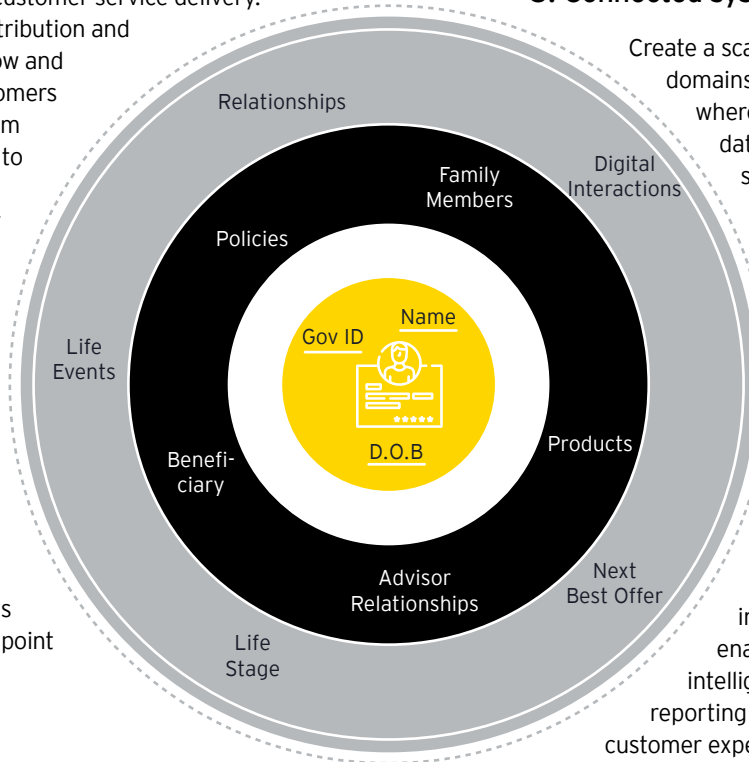 customer service delivery.
tribution and
ow and
omers
m
to
Create a sca
domains
where
dat
s
Relationships
Digital
Interactions
Family
Members
Policies
Name
Gov ID
Life
Events
D.O.B
Products
Benefi-
ciary
Advisor
Relationships
Next
Best Offer
Life
Stage
s
point
in
ena
intellig
reporting
customer expe